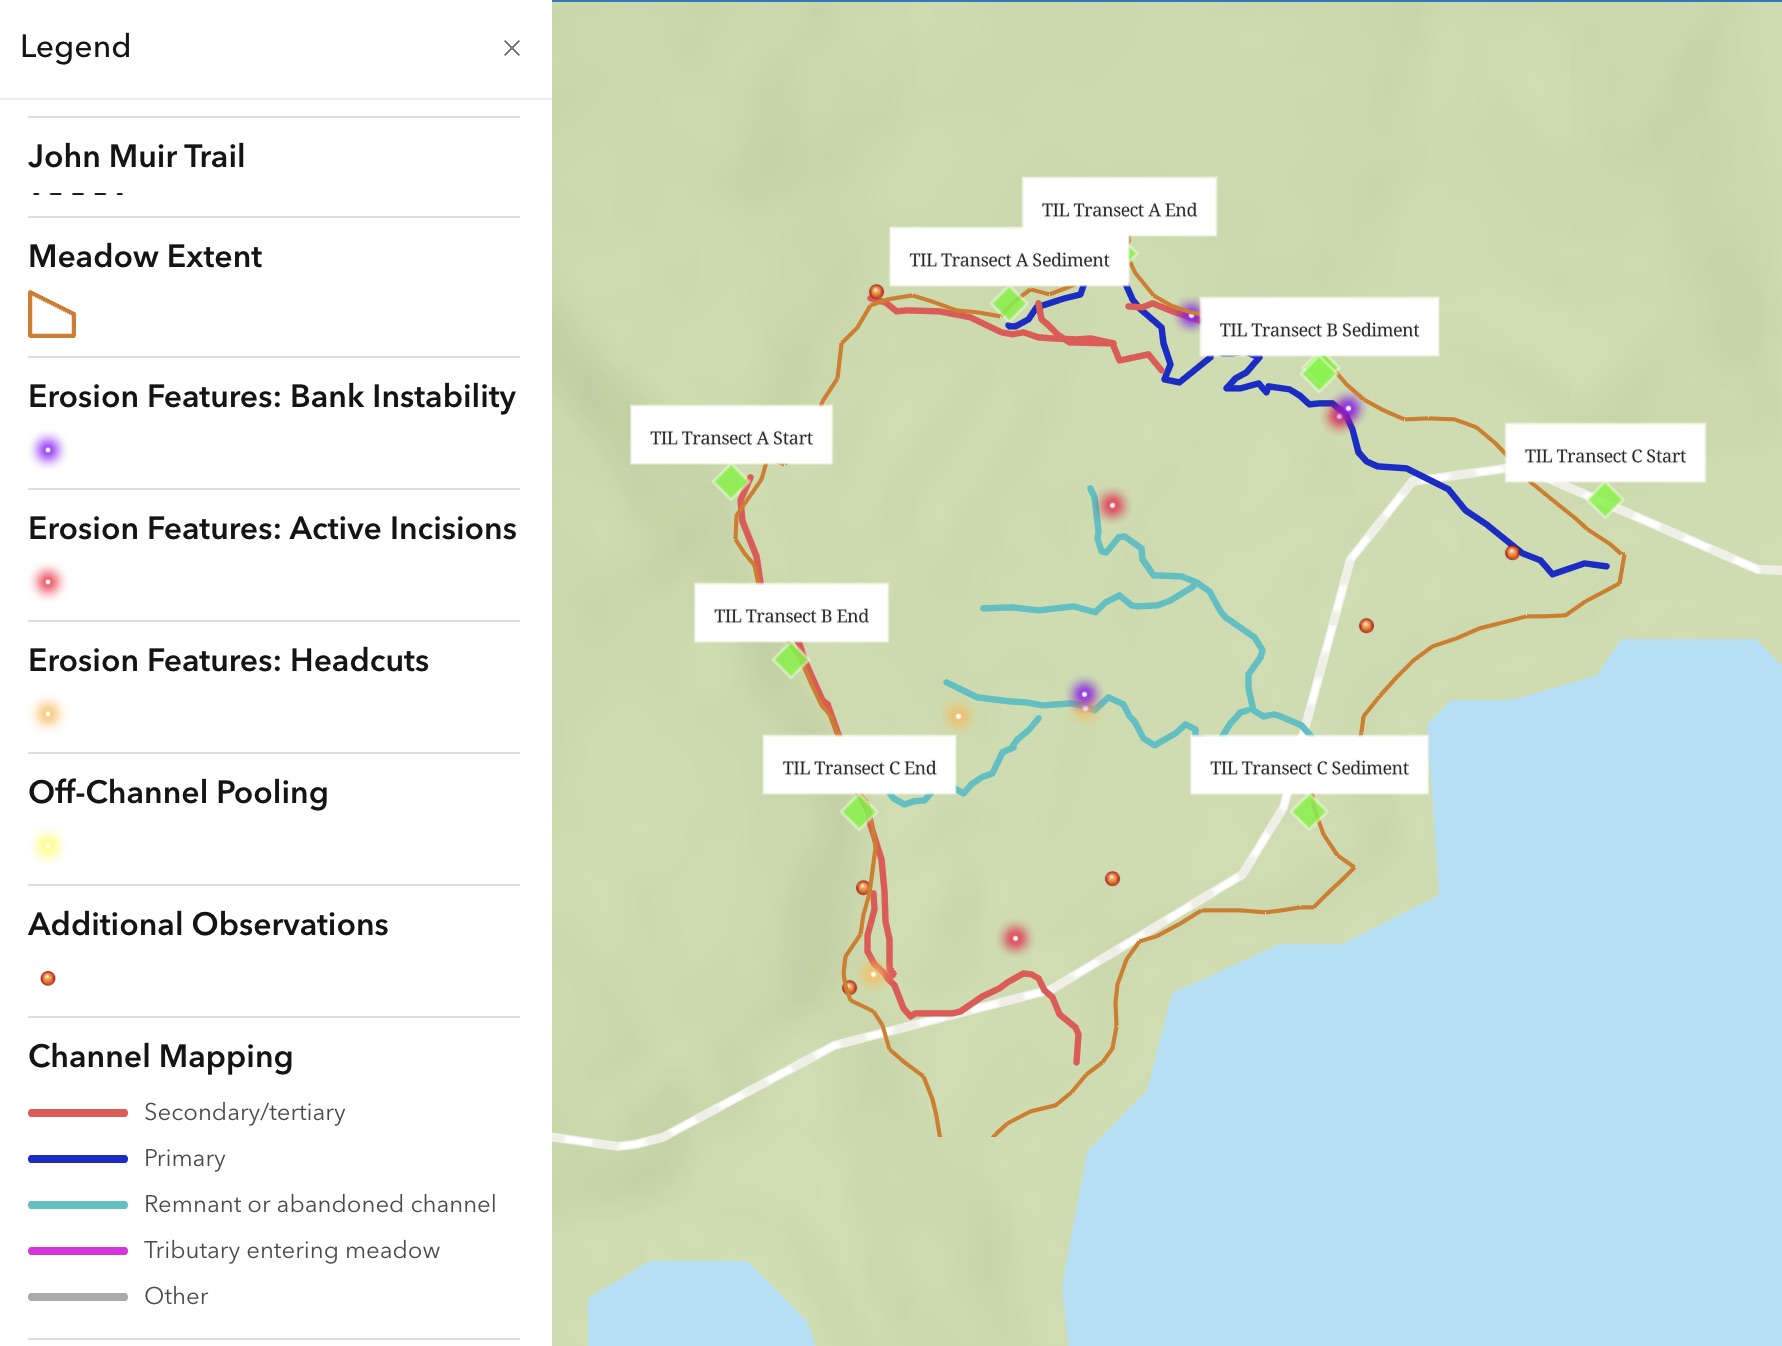 Legend
John Muir Trail
Meadow Extent
Erosion Features: Bank Instability
Erosion Features: Active Incisions
Erosion Features: Headcuts
Off-Channel Pooling
Additional Observations
Channel Mapping
Secondary/tertiary
Primary
Remnant or abandoned channel
Tributary entering meadow
Other
TIL Transect A End
TIL Transect A Sediment
TIL Transect B Sediment
TIL Transect A Start
TIL Transect C Start
TIL Transect B End
TIL Transect C End
TIL Transect C Sediment